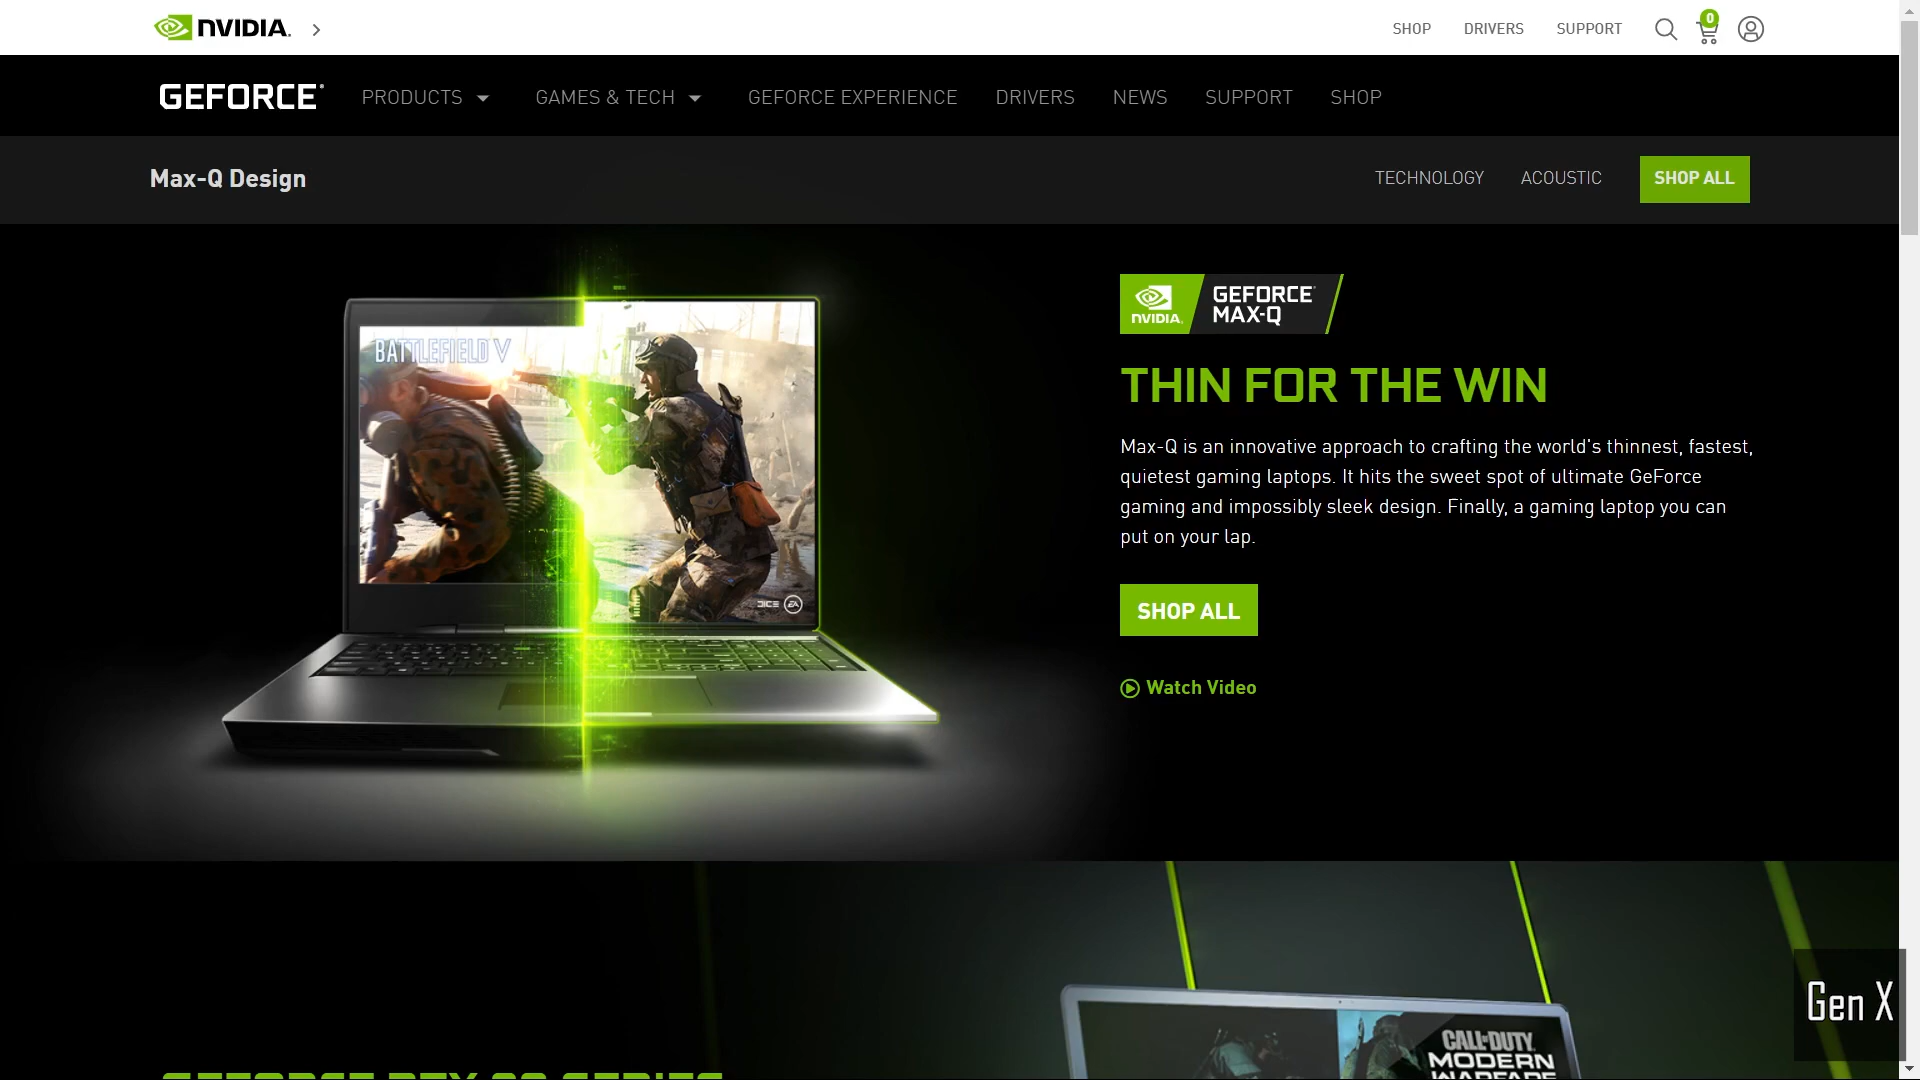 NVIDIA.
SHOP DRIVERS SUPPORT 0
GEFORCE PRODUCTS GAMES & TECH GEFORCE EXPERIENCE DRIVERS NEWS SUPPORT SHOP
Max-Q Design TECHNOLOGY ACOUSTIC SHOP ALL
BATTLEFIELD V
DICE EA
NVIDIA. GEFORCE
MAX-Q
THIN FOR THE WIN
Max-Q is an innovative approach to crafting the world's thinnest, fastest,
quietest gaming laptops. It hits the sweet spot of ultimate GeForce
gaming and impossibly sleek design. Finally, a gaming laptop you can
put on your lap.
SHOP ALL
Watch Video
CALL OF DUTY
MODERN
WARFARE
Gen X